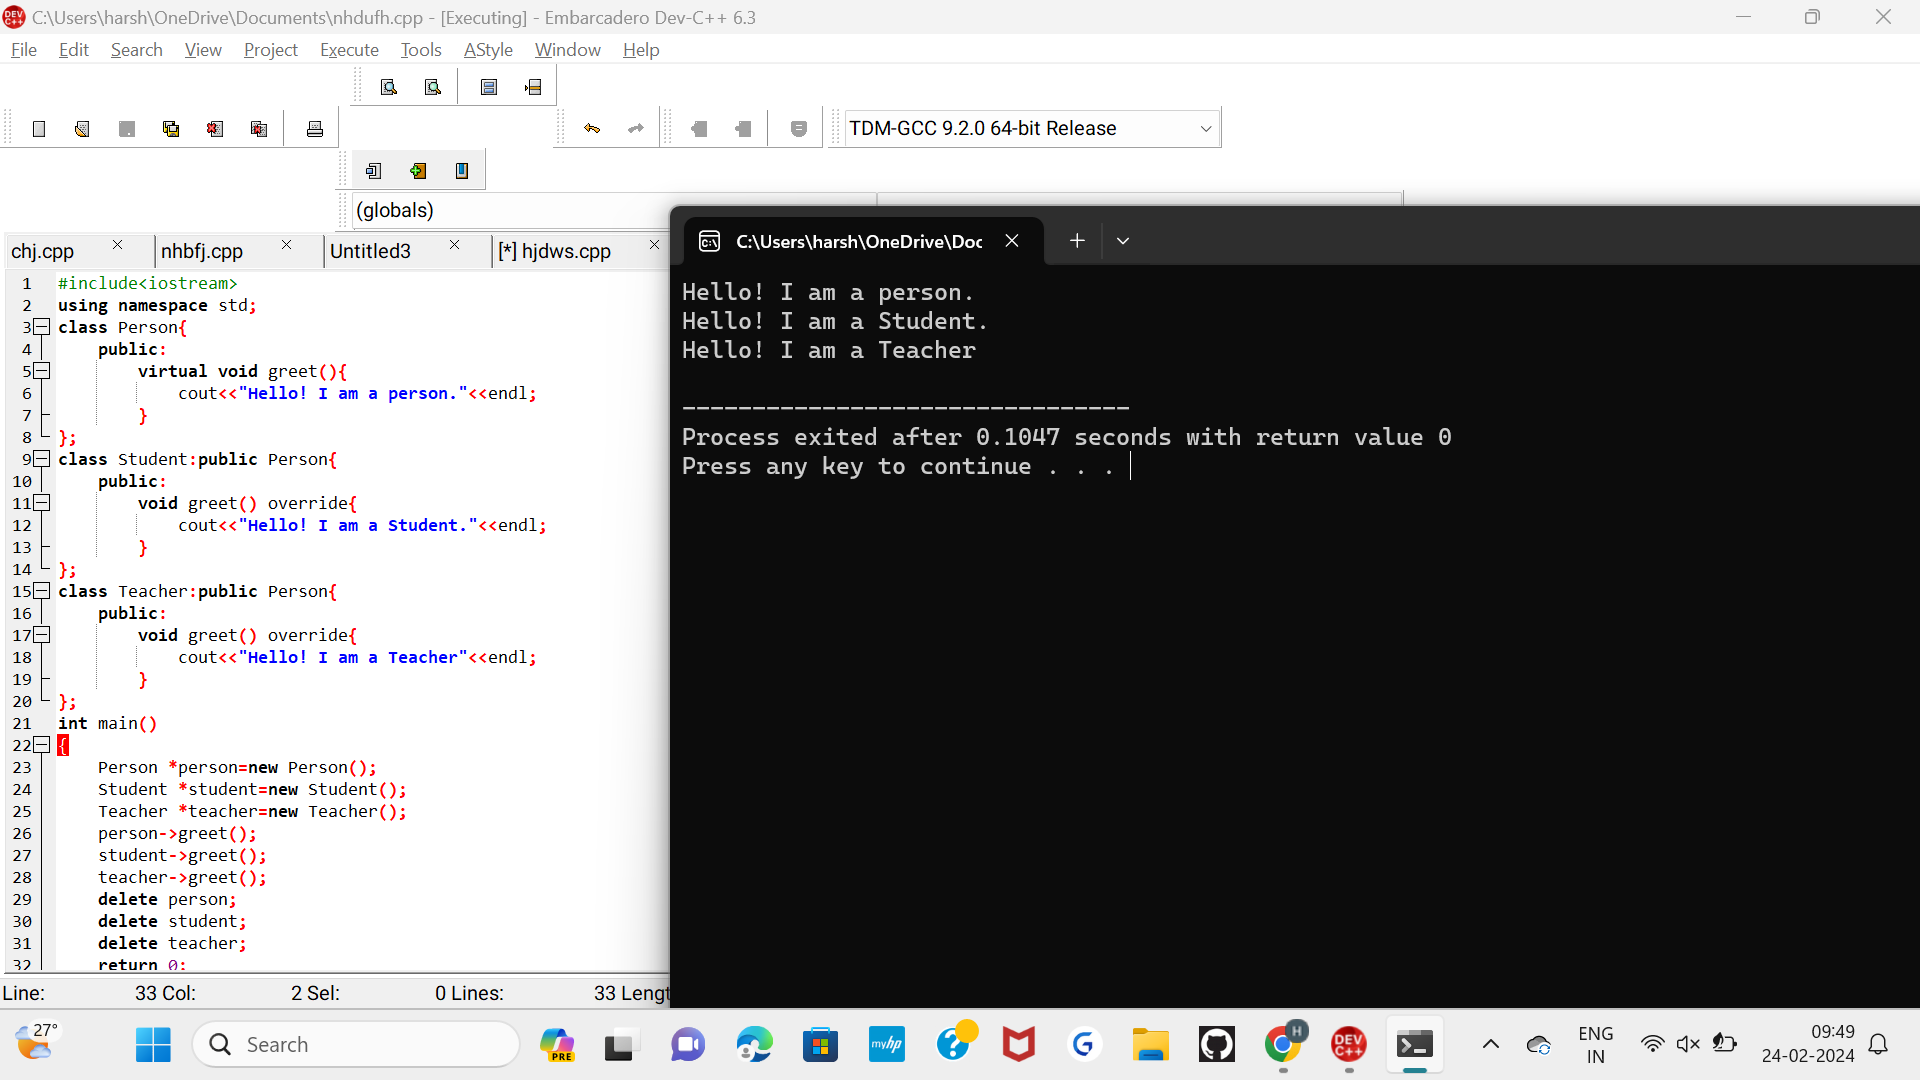 C:\Users\harsh\OneDrive\Documents\nhdufh.cpp - [Executing] - Embarcadero Dev-C++ 6.3
File Edit Search View Project Execute Tools AStyle Window Help
TDM-GCC 9.2.0 64-bit Release
(globals)
chj.cpp nhbfj.cpp Untitled3 [*] hjdws.cpp
1 #include<iostream>
2 using namespace std;
3 class Person{
4 public:
5 virtual void greet(){
6 cout<<"Hello! I am a person."<<endl;
7 }
8 };
9 class Student:public Person{
10 public:
11 void greet() override{
12 cout<<"Hello! I am a Student."<<endl;
13 }
14 };
15 class Teacher:public Person{
16 public:
17 void greet() override{
18 cout<<"Hello! I am a Teacher"<<endl;
19 }
20 };
21 int main()
22 {
23 Person *person=new Person();
24 Student *student=new Student();
25 Teacher *teacher=new Teacher();
26 person->greet();
27 student->greet();
28 teacher->greet();
29 delete person;
30 delete student;
31 delete teacher;
32 return 0;
Line: 33 Col: 2 Sel: 0 Lines: 33 Lengt
C:\Users\harsh\OneDrive\Doc
Hello! I am a person.
Hello! I am a Student.
Hello! I am a Teacher
--------------------------------
Process exited after 0.1047 seconds with return value 0
Press any key to continue . . .
27°
Search
PRE
myhp
H
DEV
C++
ENG
IN
09:49
24-02-2024